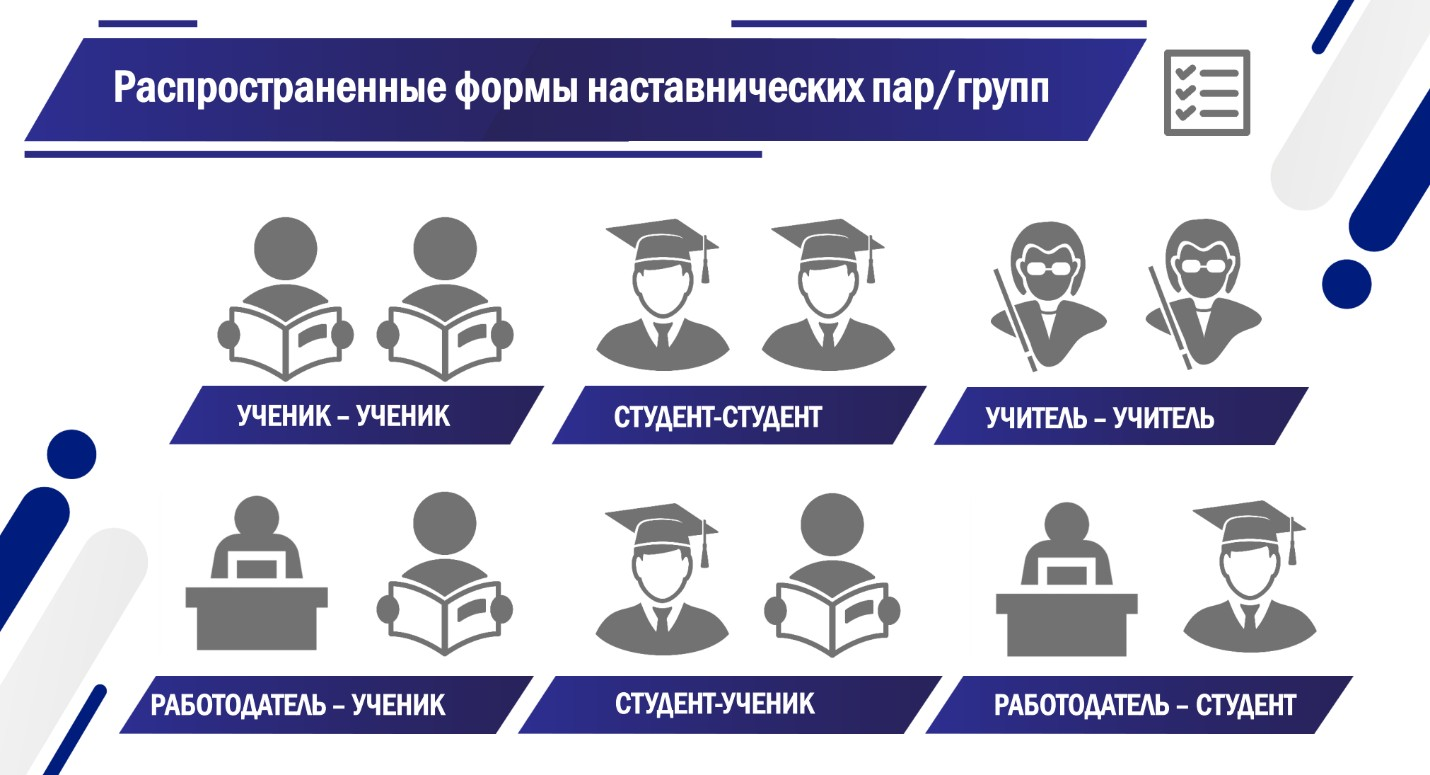 Распространенные формы наставнических пар/групп
УЧЕНИК – УЧЕНИК
СТУДЕНТ-СТУДЕНТ
УЧИТЕЛЬ – УЧИТЕЛЬ
РАБОТОДАТЕЛЬ – УЧЕНИК
СТУДЕНТ-УЧЕНИК
РАБОТОДАТЕЛЬ – СТУДЕНТ